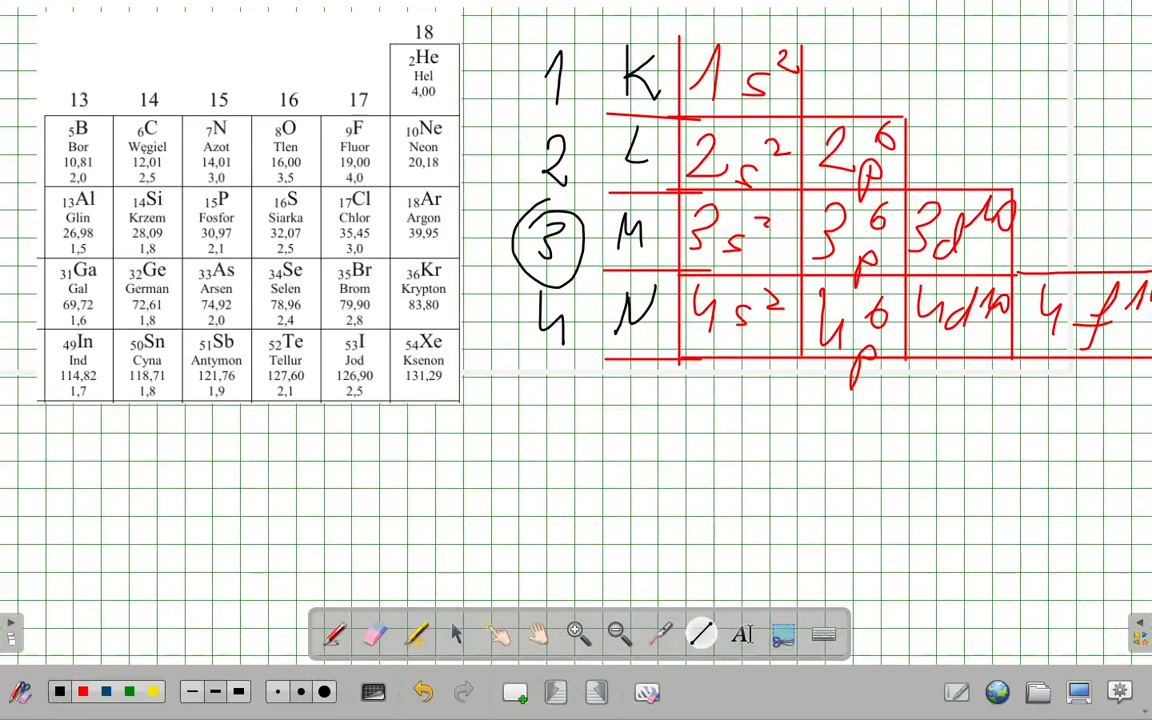 18
2He
Hel
4,00
13 14 15 16 17
5B 6C 7N 8O 9F 10Ne
Bor Węgiel Azot Tlen Fluor Neon
10,81 12,01 14,01 16,00 19,00 20,18
2,0 2,5 3,0 3,5 4,0
13Al 14Si 15P 16S 17Cl 18Ar
Glin Krzem Fosfor Siarka Chlor Argon
26,98 28,09 30,97 32,07 35,45 39,95
1,5 1,8 2,1 2,5 3,0
31Ga 32Ge 33As 34Se 35Br 36Kr
Gal German Arsen Selen Brom Krypton
69,72 72,61 74,92 78,96 79,90 83,80
1,6 1,8 2,0 2,4 2,8
49In 50Sn 51Sb 52Te 53I 54Xe
Ind Cyna Antymon Tellur Jod Ksenon
114,82 118,71 121,76 127,60 126,90 131,29
1,7 1,8 1,9 2,1 2,5
1 K 1s²
2 L 2s² 2p⁶
3 M 3s² 3p⁶ 3d¹⁰
4 N 4s² 4p⁶ 4d¹⁰ 4f
AI